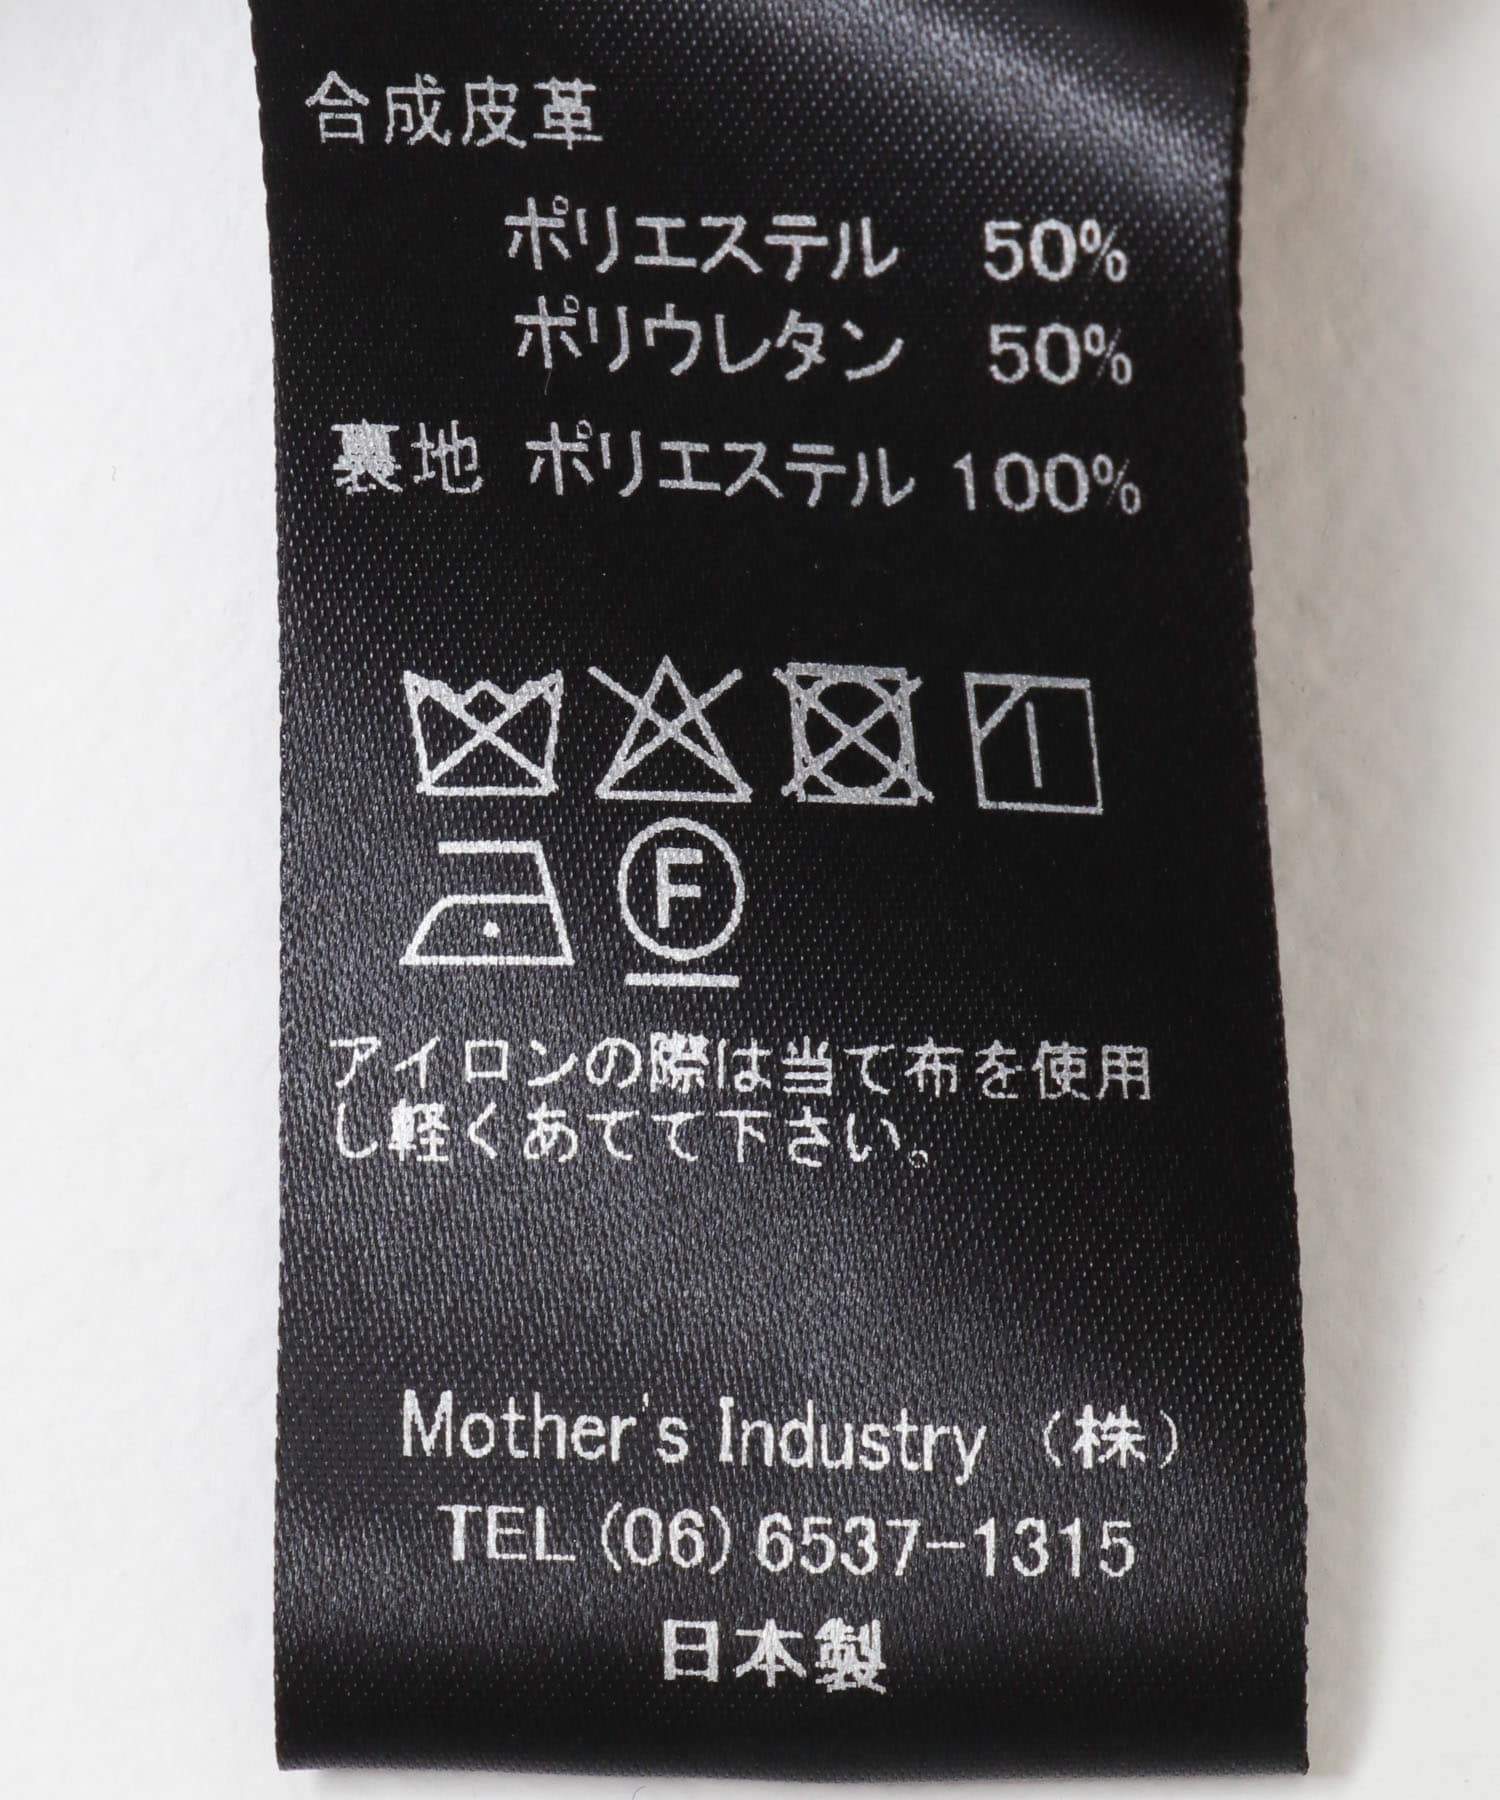 合成皮革
ポリエステル 50%
ポリウレタン 50%
裏地 ポリエステル 100%
F
アイロンの際は当て布を使用
し軽くあてて下さい。
Mother's Industry (株)
TEL (06) 6537-1315
日本製